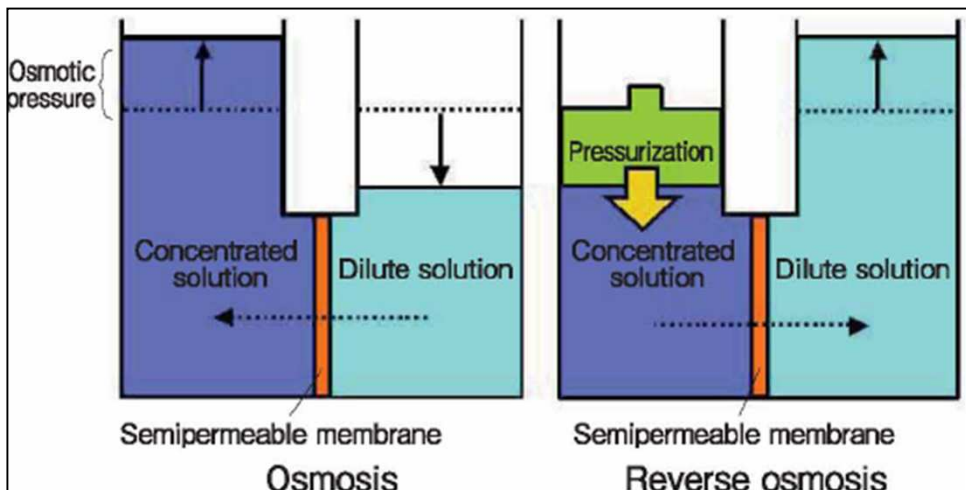 Osmotic
pressure
Concentrated
solution
Dilute solution
Semipermeable membrane
Osmosis
Pressurization
Concentrated
solution
Dilute solution
Semipermeable membrane
Reverse osmosis